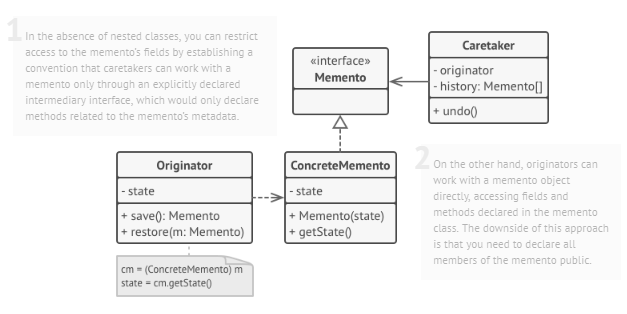 1
In the absence of nested classes, you can restrict
access to the memento's fields by establishing a
convention that caretakers can work with a
memento only through an explicitly declared
intermediary interface, which would only declare
methods related to the memento's metadata.
«interface»
Memento
Caretaker
- originator
- history: Memento[]
+ undo()
Originator
- state
+ save(): Memento
+ restore(m: Memento)
ConcreteMemento
- state
+ Memento(state)
+ getState()
cm = (ConcreteMemento) m
state = cm.getState()
2
On the other hand, originators can
work with a memento object
directly, accessing fields and
methods declared in the memento
class. The downside of this approach
is that you need to declare all
members of the memento public.